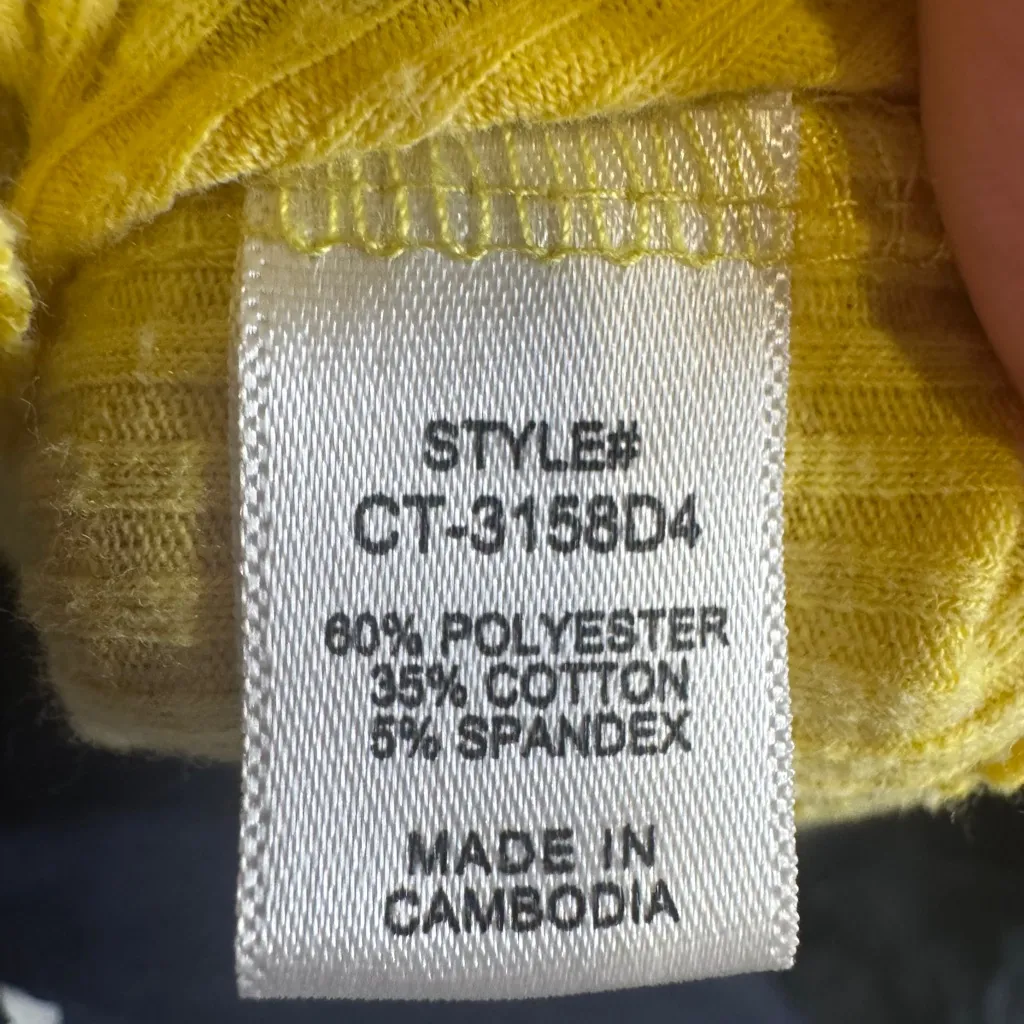 STYLE#
CT-3158D4
60% POLYESTER
35% COTTON
5% SPANDEX
MADE IN
CAMBODIA